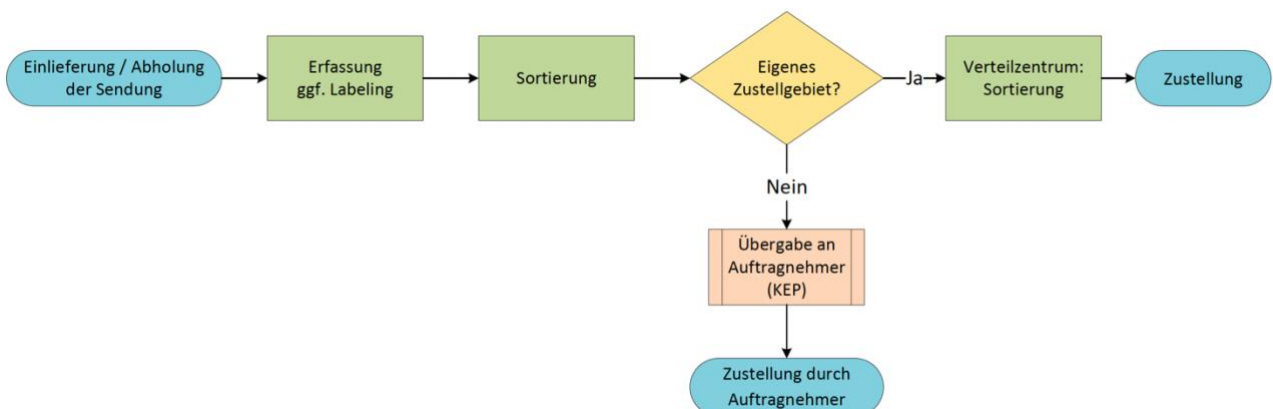 Einlieferung / Abholung
der Sendung
Erfassung
ggf. Labeling
Sortierung
Eigenes
Zustellgebiet?
Ja
Verteilzentrum:
Sortierung
Zustellung
Nein
Übergabe an
Auftragnehmer
(KEP)
Zustellung durch
Auftragnehmer